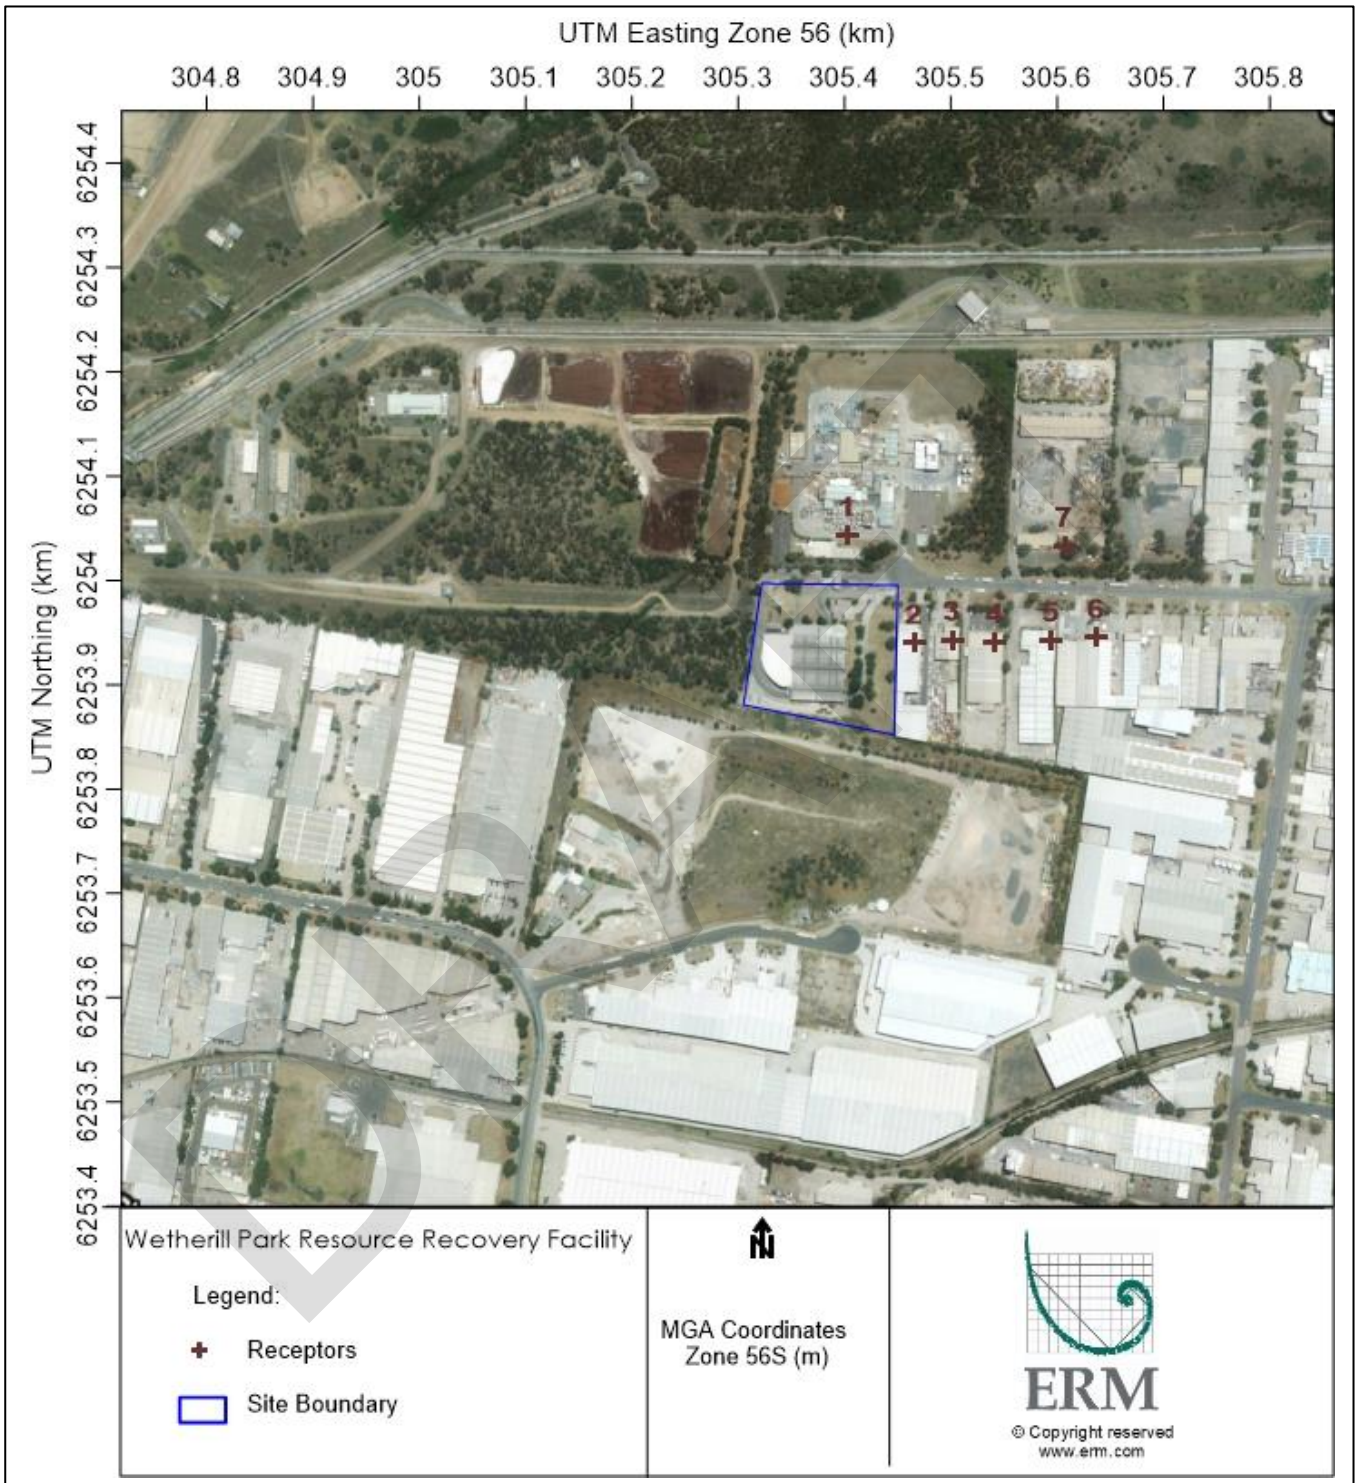 UTM Easting Zone 56 (km)
304.8 304.9 305 305.1 305.2 305.3 305.4 305.5 305.6 305.7 305.8
UTM Northing (km)
6254.4
6254.3
6254.2
6254.1
6254
6253.9
6253.8
6253.7
6253.6
6253.5
6253.4
1
7
2 3 4 5 6
DRAFT
Wetherill Park Resource Recovery Facility
Legend:
Receptors
Site Boundary
N
MGA Coordinates
Zone 56S (m)
ERM
© Copyright reserved
www.erm.com